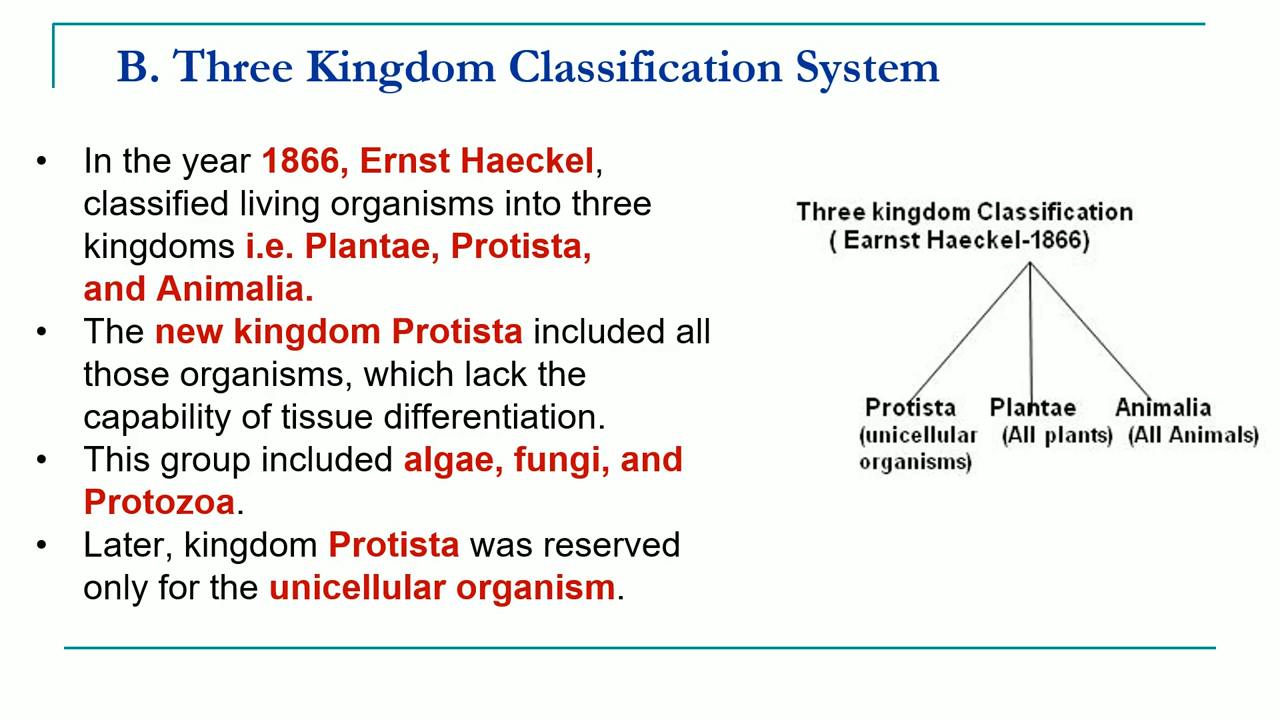 B. Three Kingdom Classification System
• In the year 1866, Ernst Haeckel,
classified living organisms into three
kingdoms i.e. Plantae, Protista,
and Animalia.
• The new kingdom Protista included all
those organisms, which lack the
capability of tissue differentiation.
• This group included algae, fungi, and
Protozoa.
• Later, kingdom Protista was reserved
only for the unicellular organism.
Three kingdom Classification
( Earnst Haeckel-1866)
Protista Plantae Animalia
(unicellular (All plants) (All Animals)
organisms)